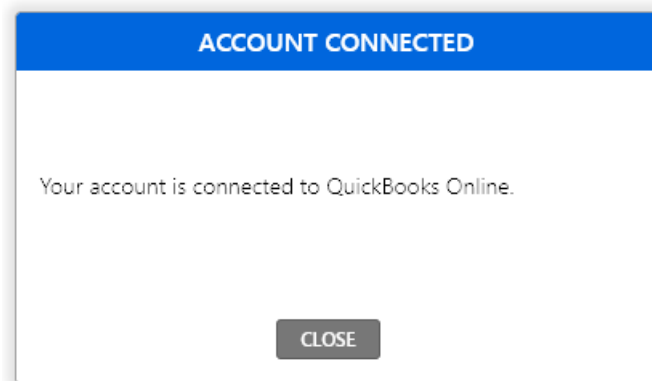 ACCOUNT CONNECTED
Your account is connected to QuickBooks Online.
CLOSE